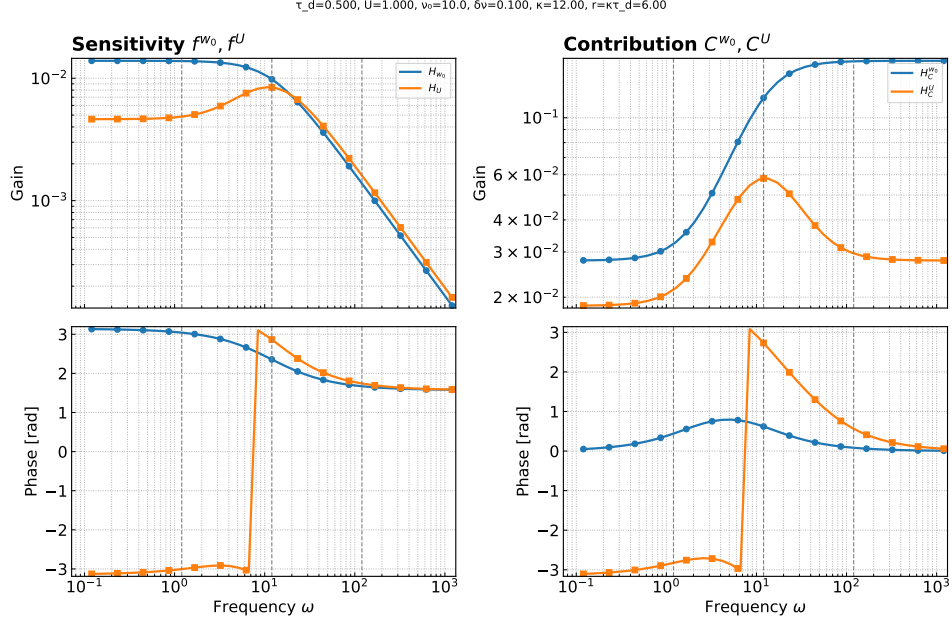 τ_d=0.500, U=1.000, ν₀=10.0, δν=0.100, κ=12.00, r=κτ_d=6.00
Sensitivity f^{w₀}, f^U
Contribution C^{w₀}, C^U
H_{w₀}
H_U
H_C^{w₀}
H_C^U
Gain
10⁻²
10⁻³
Gain
10⁻¹
6 × 10⁻²
4 × 10⁻²
3 × 10⁻²
2 × 10⁻²
Phase [rad]
3
2
1
0
−1
−2
−3
10⁻¹
10⁰
10¹
10²
10³
Frequency ω
Phase [rad]
3
2
1
0
−1
−2
−3
10⁻¹
10⁰
10¹
10²
10³
Frequency ω